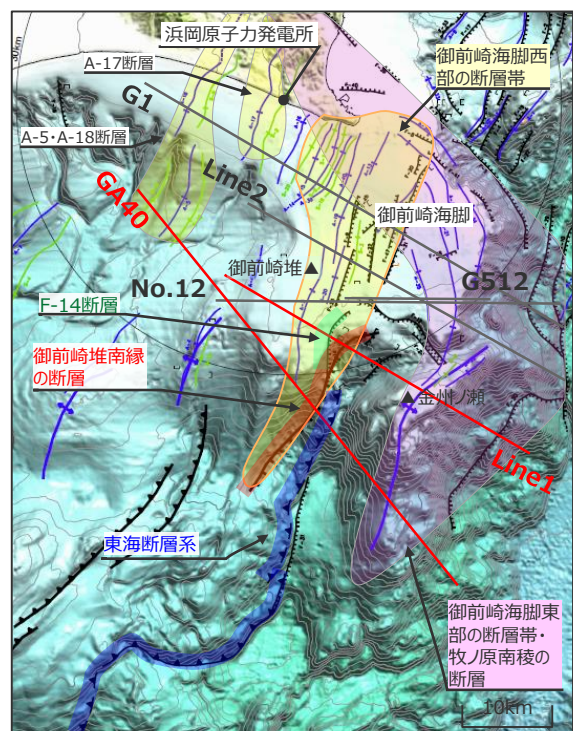 浜岡原子力発電所
A-17断層
御前崎海脚西
部の断層帯
30km
G1
A-5・A-18断層
Line2
GA40
御前崎海脚
御前崎堆
G512
No.12
F-14断層
御前崎堆南縁
の断層
金州ノ瀬
Line1
東海断層系
御前崎海脚東
部の断層帯・
牧ノ原南稜の
断層
10km